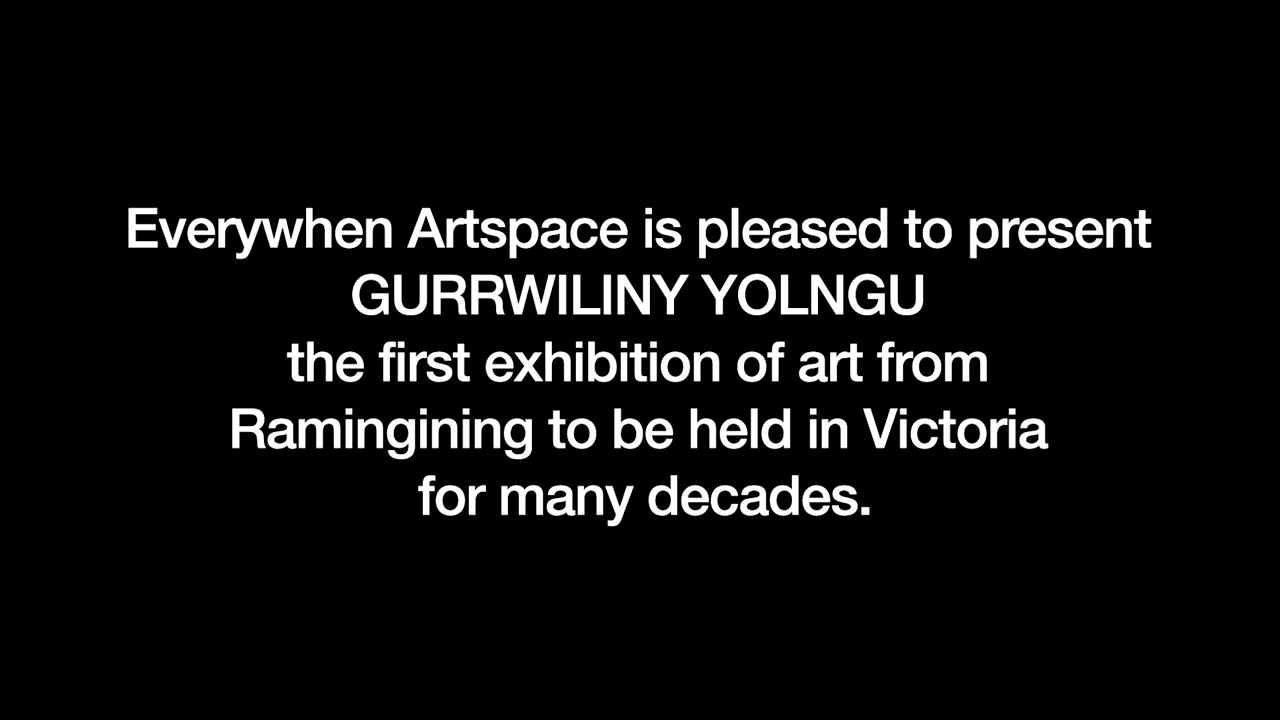 Everywhen Artspace is pleased to present
GURRWILINY YOLNGU
the first exhibition of art from
Ramingining to be held in Victoria
for many decades.